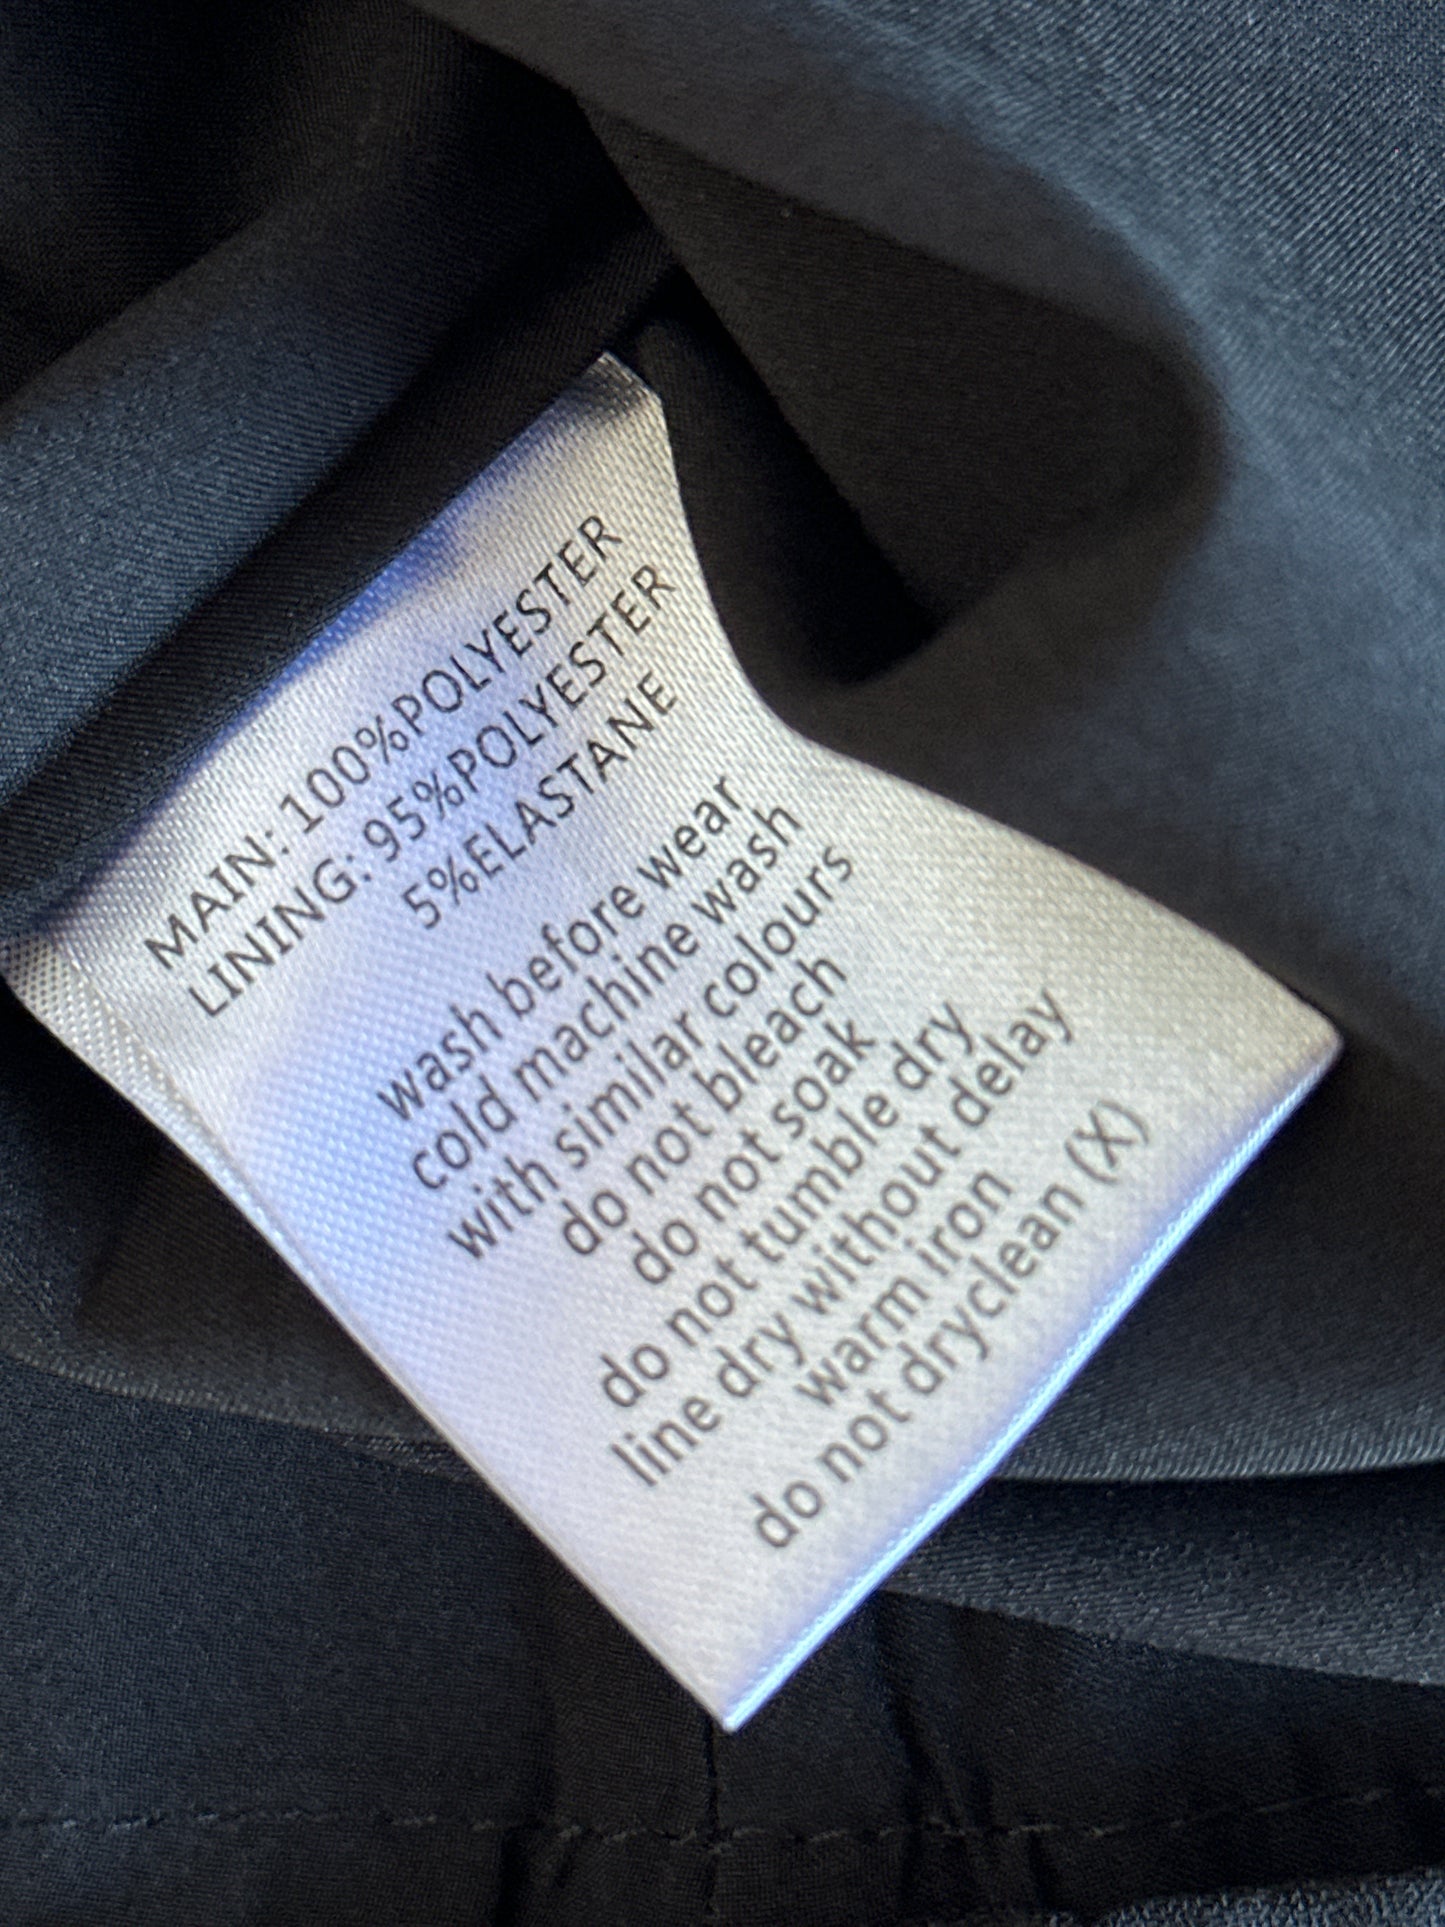 MAIN: 100%POLYESTER
LINING: 95%POLYESTER
5%ELASTANE
wash before wear
cold machine wash
with similar colours
do not bleach
do not soak
do not tumble dry
line dry without delay
warm iron
do not dryclean (X)